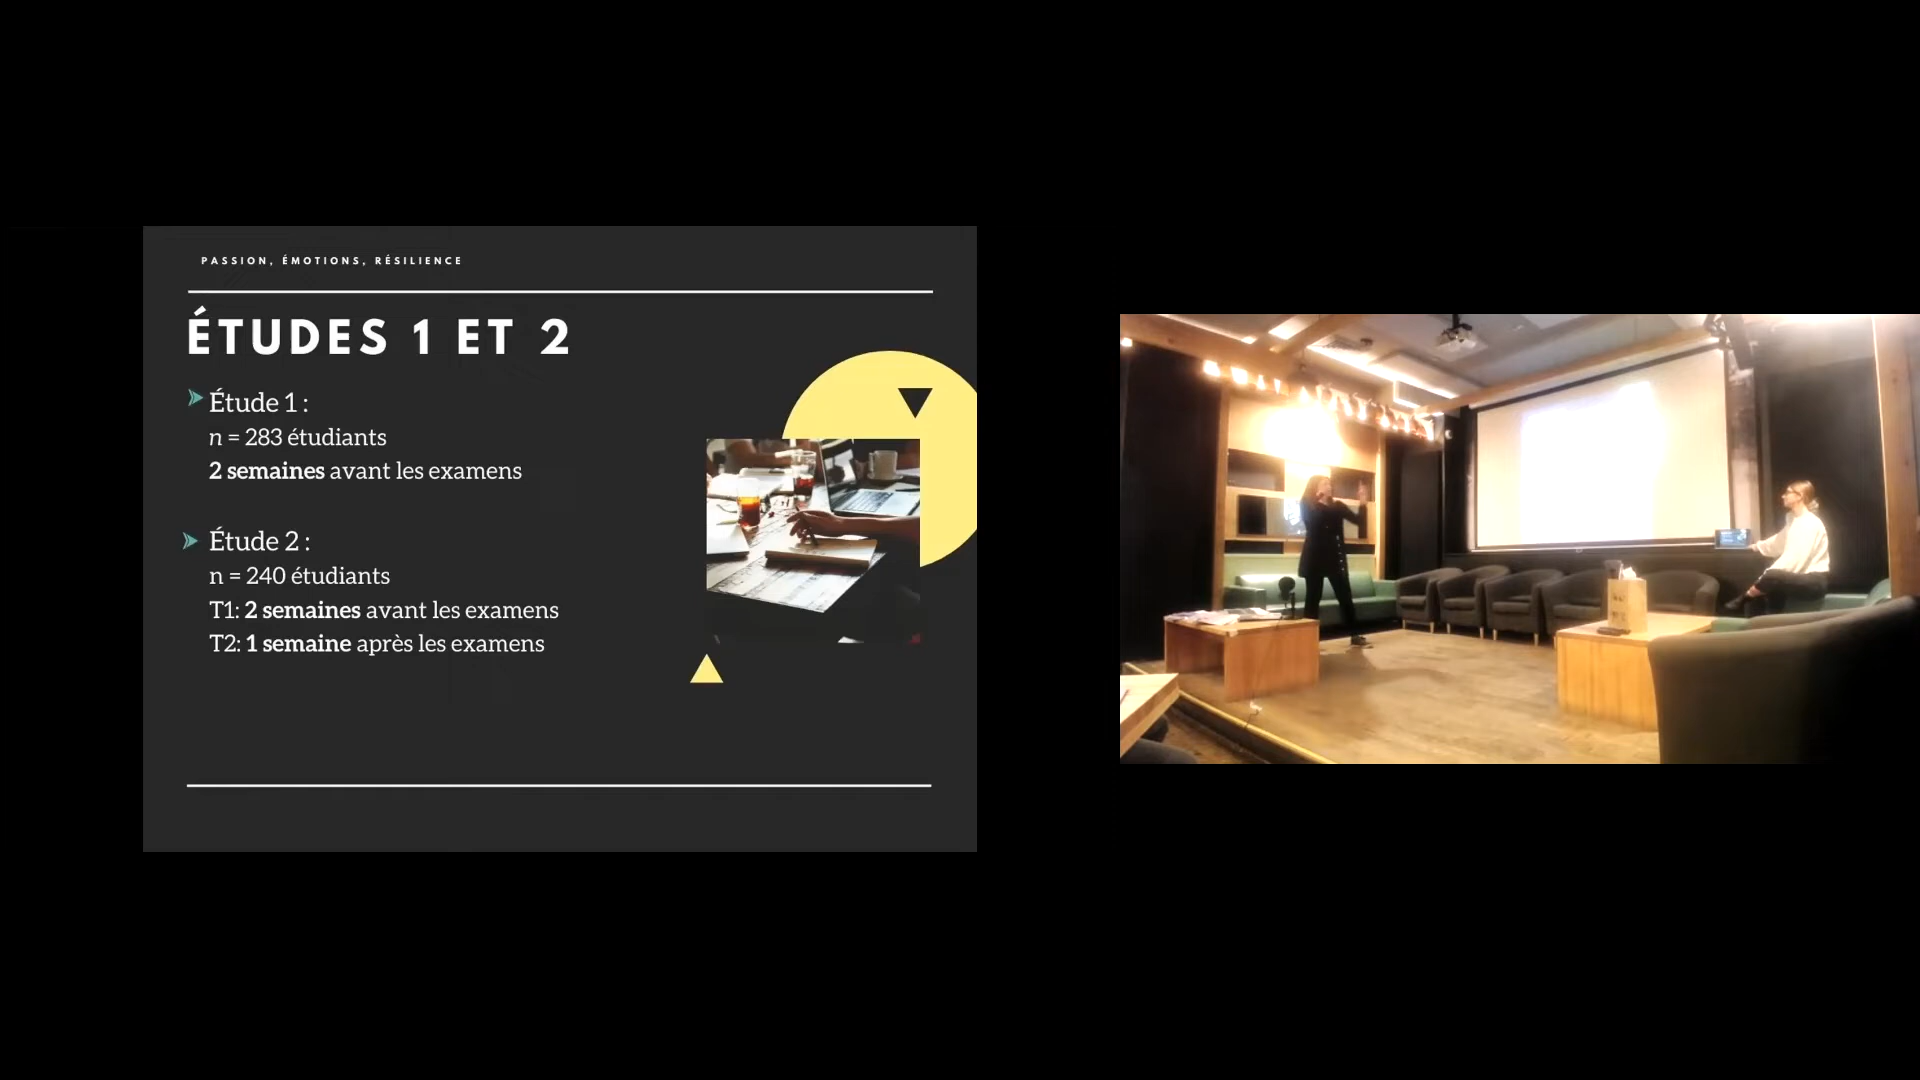 PASSION, ÉMOTIONS, RÉSILIENCE
ÉTUDES 1 ET 2
Étude 1 :
n = 283 étudiants
2 semaines avant les examens
Étude 2 :
n = 240 étudiants
T1: 2 semaines avant les examens
T2: 1 semaine après les examens